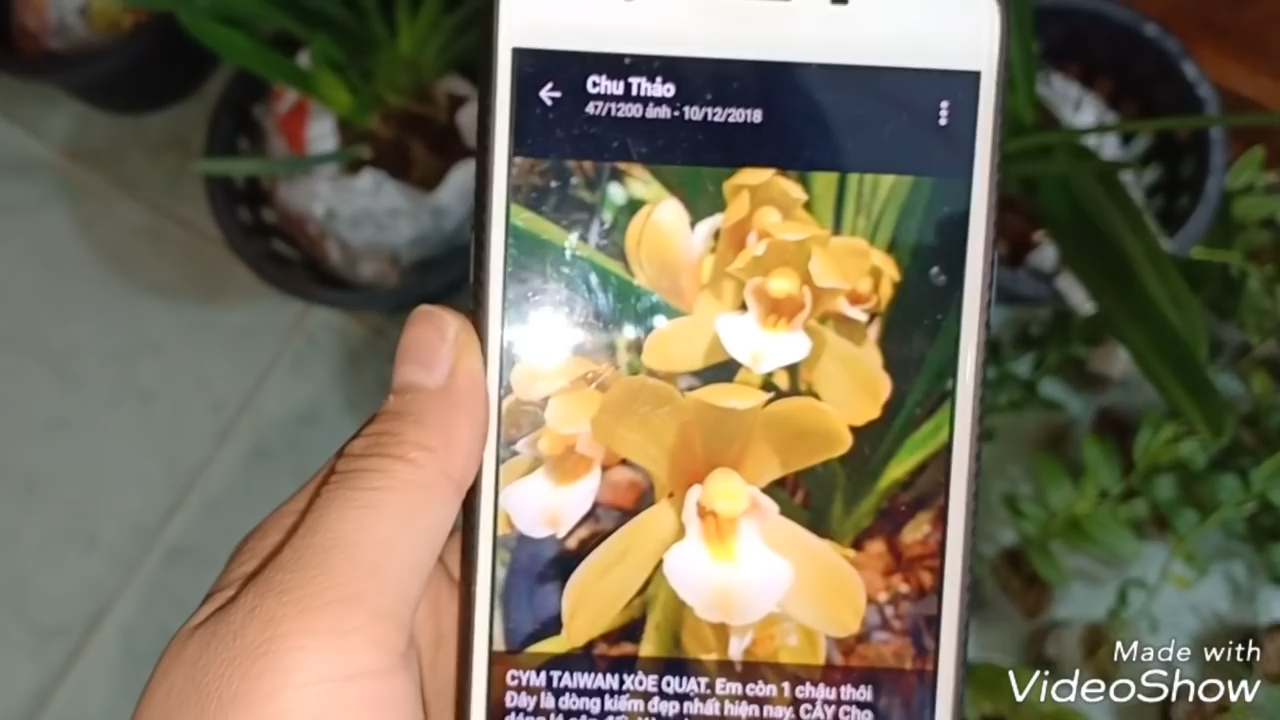 Chu Thảo
47/1200 ảnh - 10/12/2018
CYM TAIWAN XÒE QUẠT. Em còn 1 chậu thôi
Đây là dòng kiếm đẹp nhất hiện nay. CÂY Cho
Made with
VideoShow